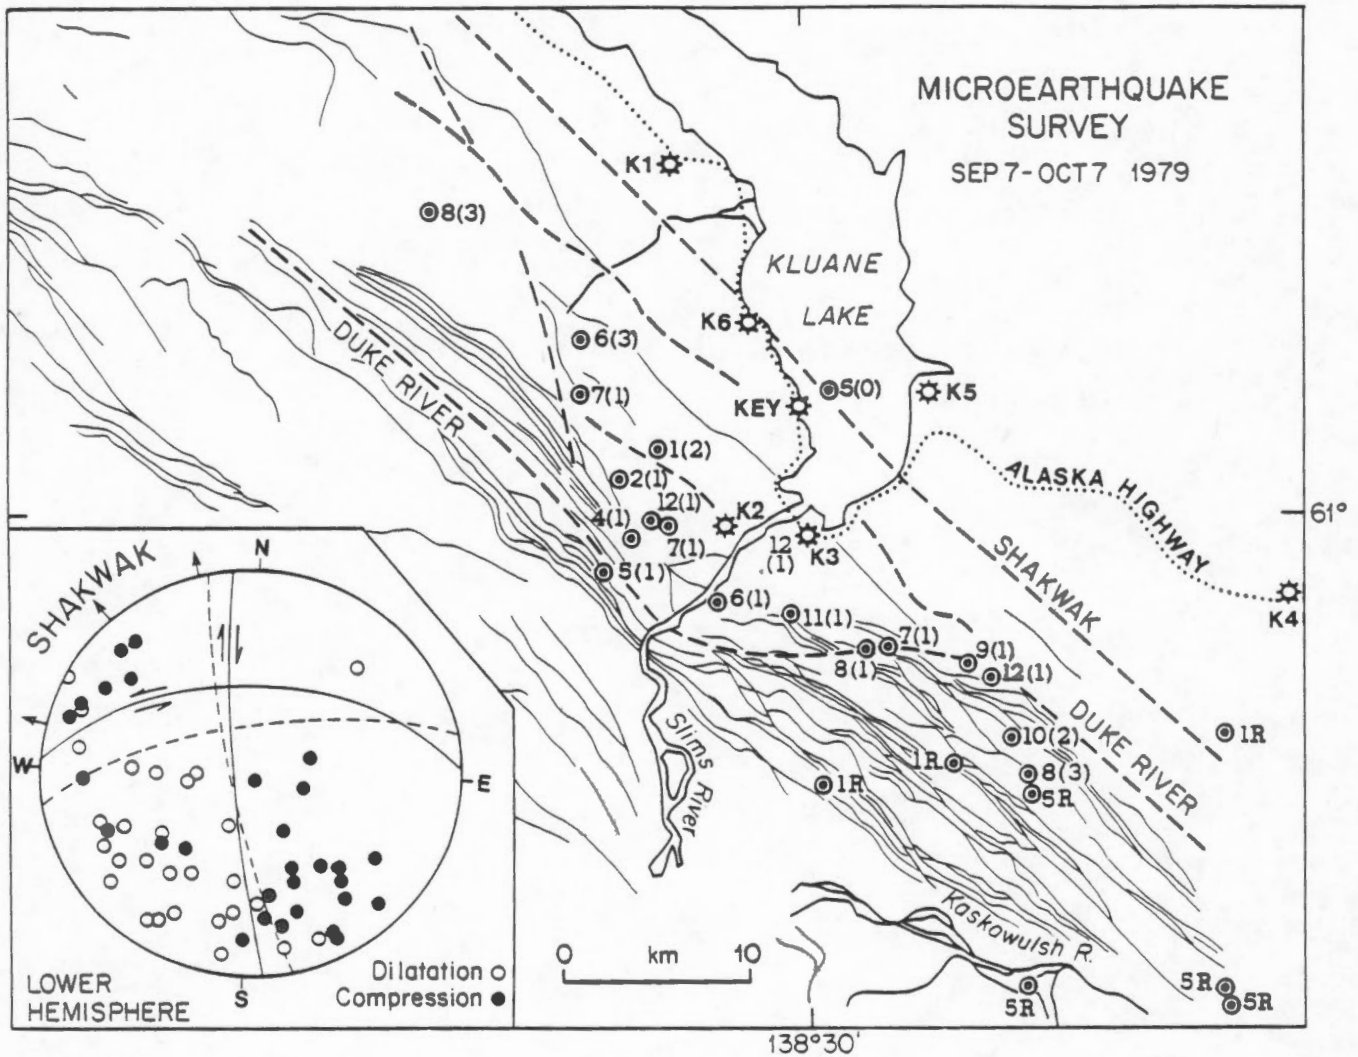 MICROEARTHQUAKE
SURVEY
SEP 7-OCT 7 1979
K1
8(3)
KLUANE
LAKE
K6
DUKE RIVER
6(3)
7(1)
KEY
5(0)
K5
1(2)
2(1)
12(1)
4(1)
7(1)
K2
ALASKA HIGHWAY
61°
12
(1)
K3
5(1)
SHAKWAK
K4
6(1)
11(1)
7(1)
8(1)
9(1)
12(1)
DUKE RIVER
10(2)
1R
1R
8(3)
5R
1R
Slims River
Kaskawulsh R.
0 km 10
5R
5R
5R
138°30'
SHAKWAK
N
W
E
S
LOWER
HEMISPHERE
Dilatation
Compression